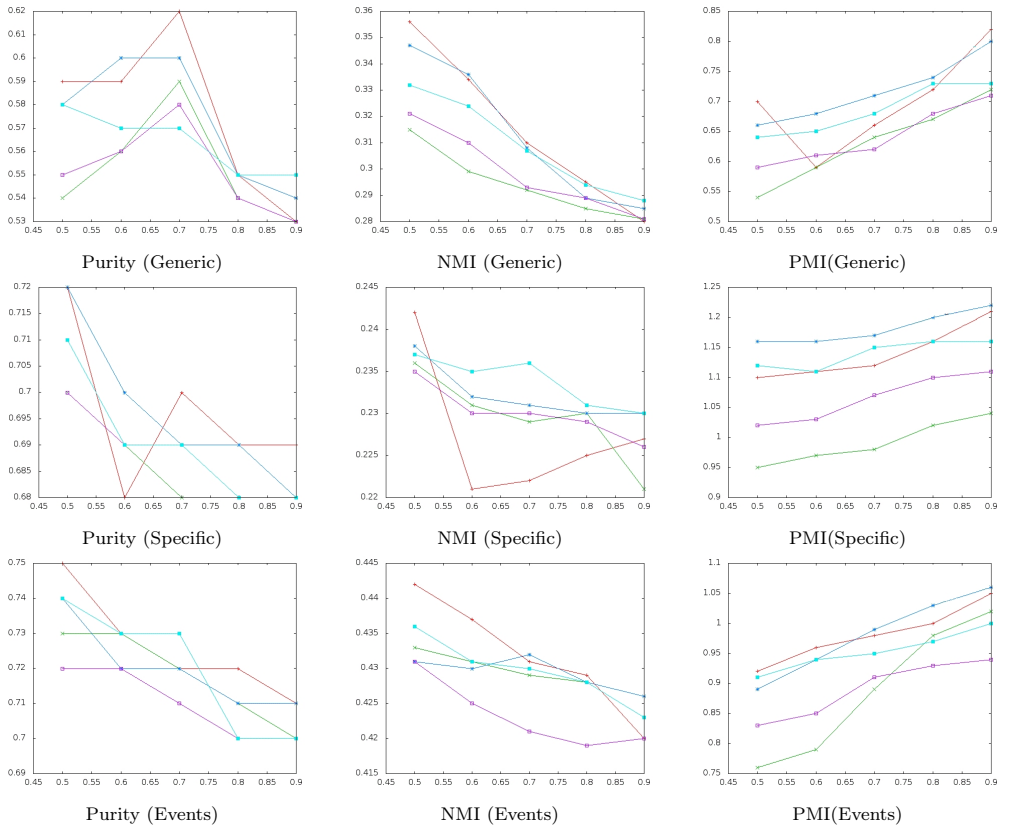 0.62 0.61 0.6 0.59 0.58 0.57 0.56 0.55 0.54 0.53
0.45 0.5 0.55 0.6 0.65 0.7 0.75 0.8 0.85 0.9
Purity (Generic)
0.36 0.35 0.34 0.33 0.32 0.31 0.3 0.29 0.28
0.45 0.5 0.55 0.6 0.65 0.7 0.75 0.8 0.85 0.9
NMI (Generic)
0.85 0.8 0.75 0.7 0.65 0.6 0.55 0.5
0.45 0.5 0.55 0.6 0.65 0.7 0.75 0.8 0.85 0.9
PMI(Generic)
0.72 0.715 0.71 0.705 0.7 0.695 0.69 0.685 0.68
0.45 0.5 0.55 0.6 0.65 0.7 0.75 0.8 0.85 0.9
Purity (Specific)
0.245 0.24 0.235 0.23 0.225 0.22
0.45 0.5 0.55 0.6 0.65 0.7 0.75 0.8 0.85 0.9
NMI (Specific)
1.25 1.2 1.15 1.1 1.05 1 0.95 0.9
0.45 0.5 0.55 0.6 0.65 0.7 0.75 0.8 0.85 0.9
PMI(Specific)
0.75 0.74 0.73 0.72 0.71 0.7 0.69
0.45 0.5 0.55 0.6 0.65 0.7 0.75 0.8 0.85 0.9
Purity (Events)
0.445 0.44 0.435 0.43 0.425 0.42 0.415
0.45 0.5 0.55 0.6 0.65 0.7 0.75 0.8 0.85 0.9
NMI (Events)
1.1 1.05 1 0.95 0.9 0.85 0.8 0.75
0.45 0.5 0.55 0.6 0.65 0.7 0.75 0.8 0.85 0.9
PMI(Events)